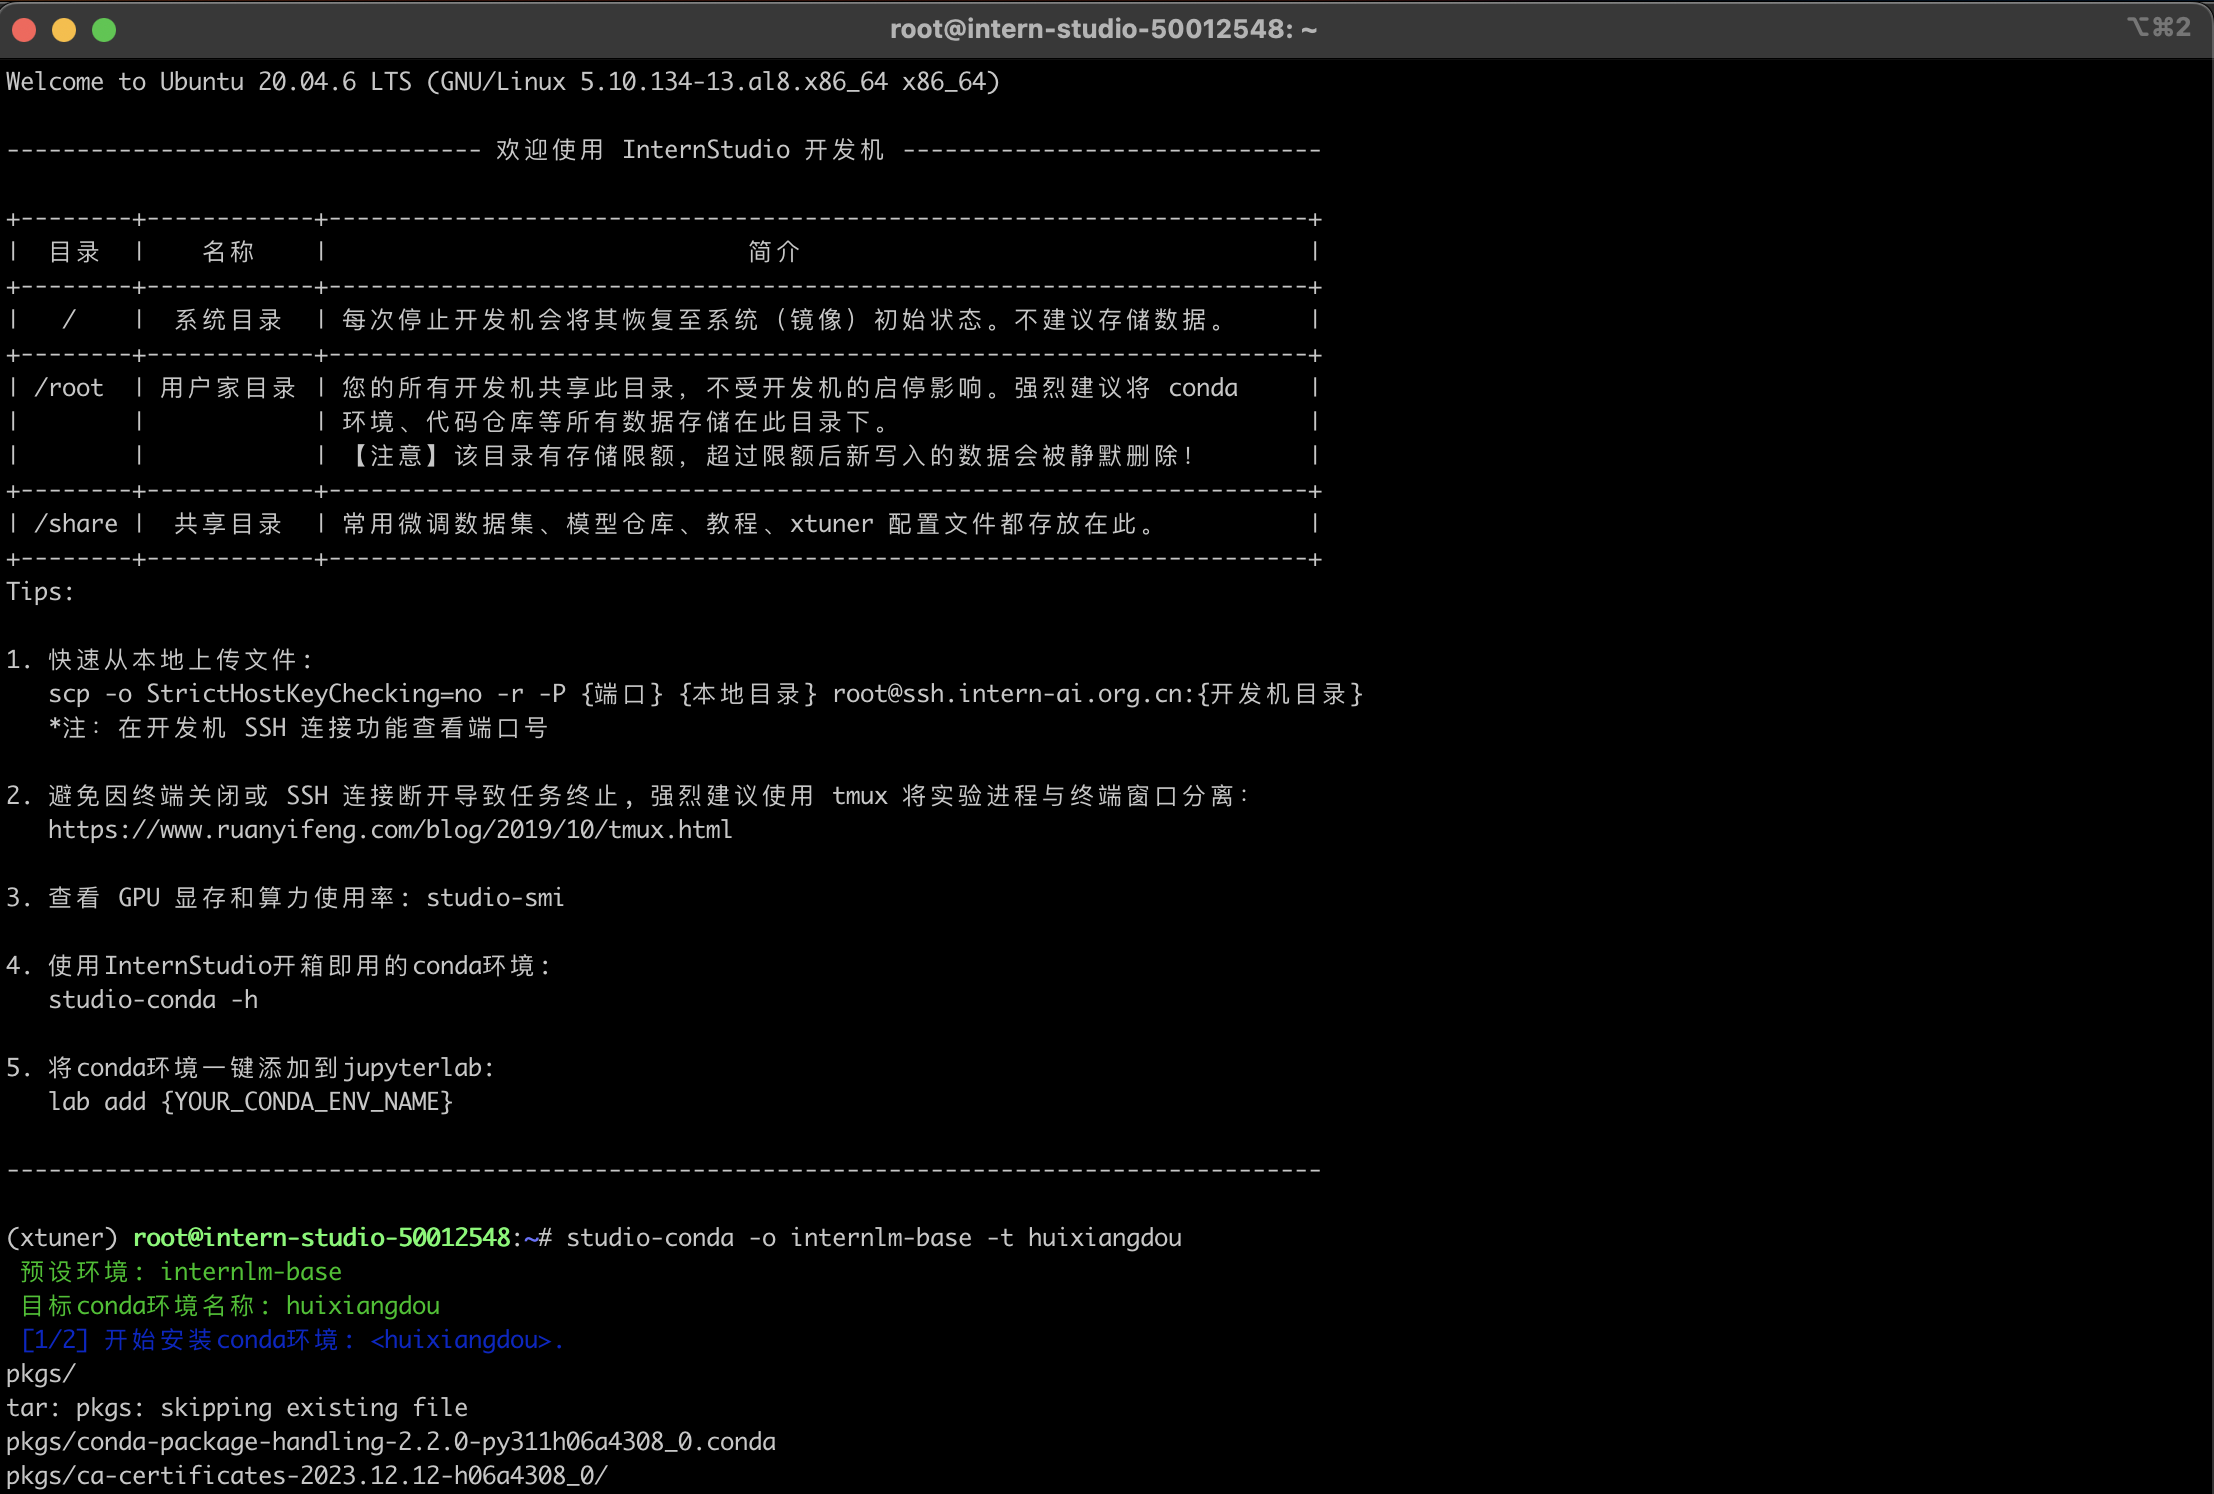 root@intern-studio-50012548: ~
⌥⌘2
Welcome to Ubuntu 20.04.6 LTS (GNU/Linux 5.10.134-13.al8.x86_64 x86_64)
---------------------------------- 欢迎使用 InternStudio 开发机 ------------------------------
+--------+------------+----------------------------------------------------------------------+
|  目录  |    名称    |                              简介                                    |
+--------+------------+----------------------------------------------------------------------+
|   /    |  系统目录  | 每次停止开发机会将其恢复至系统（镜像）初始状态。不建议存储数据。      |
+--------+------------+----------------------------------------------------------------------+
| /root  | 用户家目录 | 您的所有开发机共享此目录，不受开发机的启停影响。强烈建议将 conda     |
|        |            | 环境、代码仓库等所有数据存储在此目录下。                             |
|        |            | 【注意】该目录有存储限额，超过限额后新写入的数据会被静默删除！        |
+--------+------------+----------------------------------------------------------------------+
| /share |  共享目录  | 常用微调数据集、模型仓库、教程、xtuner 配置文件都存放在此。          |
+--------+------------+----------------------------------------------------------------------+
Tips:
1. 快速从本地上传文件：
scp -o StrictHostKeyChecking=no -r -P {端口} {本地目录} root@ssh.intern-ai.org.cn:{开发机目录}
*注：在开发机 SSH 连接功能查看端口号
2. 避免因终端关闭或 SSH 连接断开导致任务终止，强烈建议使用 tmux 将实验进程与终端窗口分离：
https://www.ruanyifeng.com/blog/2019/10/tmux.html
3. 查看 GPU 显存和算力使用率：studio-smi
4. 使用InternStudio开箱即用的conda环境：
studio-conda -h
5. 将conda环境一键添加到jupyterlab:
lab add {YOUR_CONDA_ENV_NAME}
----------------------------------------------------------------------------------------------
(xtuner) root@intern-studio-50012548:~# studio-conda -o internlm-base -t huixiangdou
预设环境：internlm-base
目标conda环境名称：huixiangdou
[1/2] 开始安装conda环境：<huixiangdou>.
pkgs/
tar: pkgs: skipping existing file
pkgs/conda-package-handling-2.2.0-py311h06a4308_0.conda
pkgs/ca-certificates-2023.12.12-h06a4308_0/